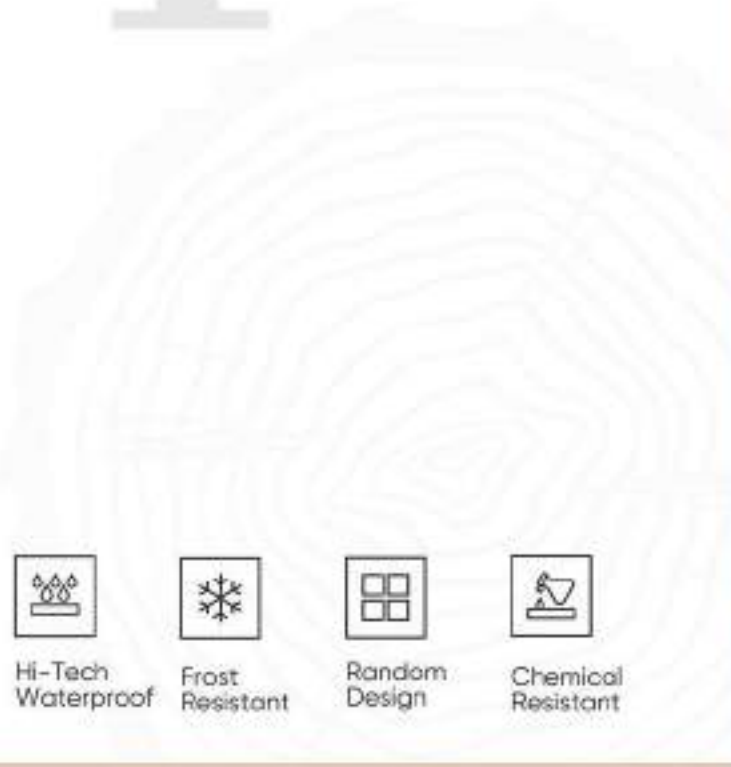 Hi-Tech
Waterproof
Frost
Resistant
Random
Design
Chemical
Resistant